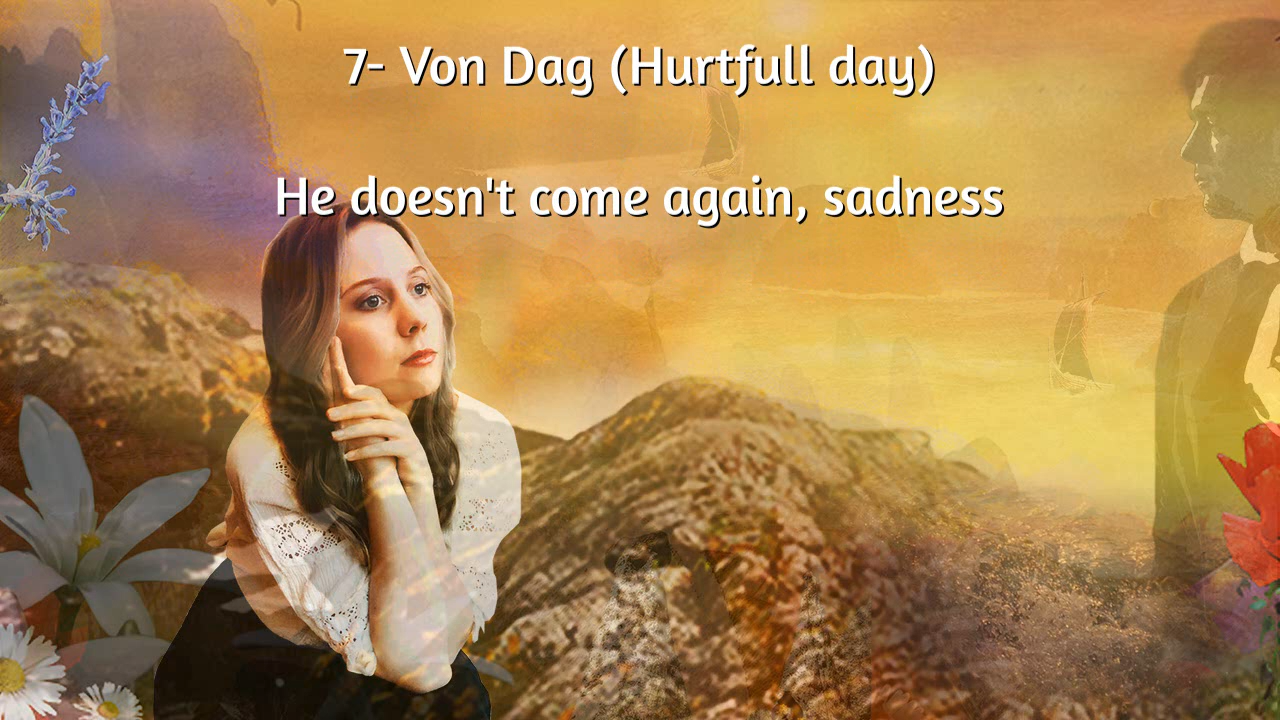 7- Von Dag (Hurtfull day)
He doesn't come again, sadness